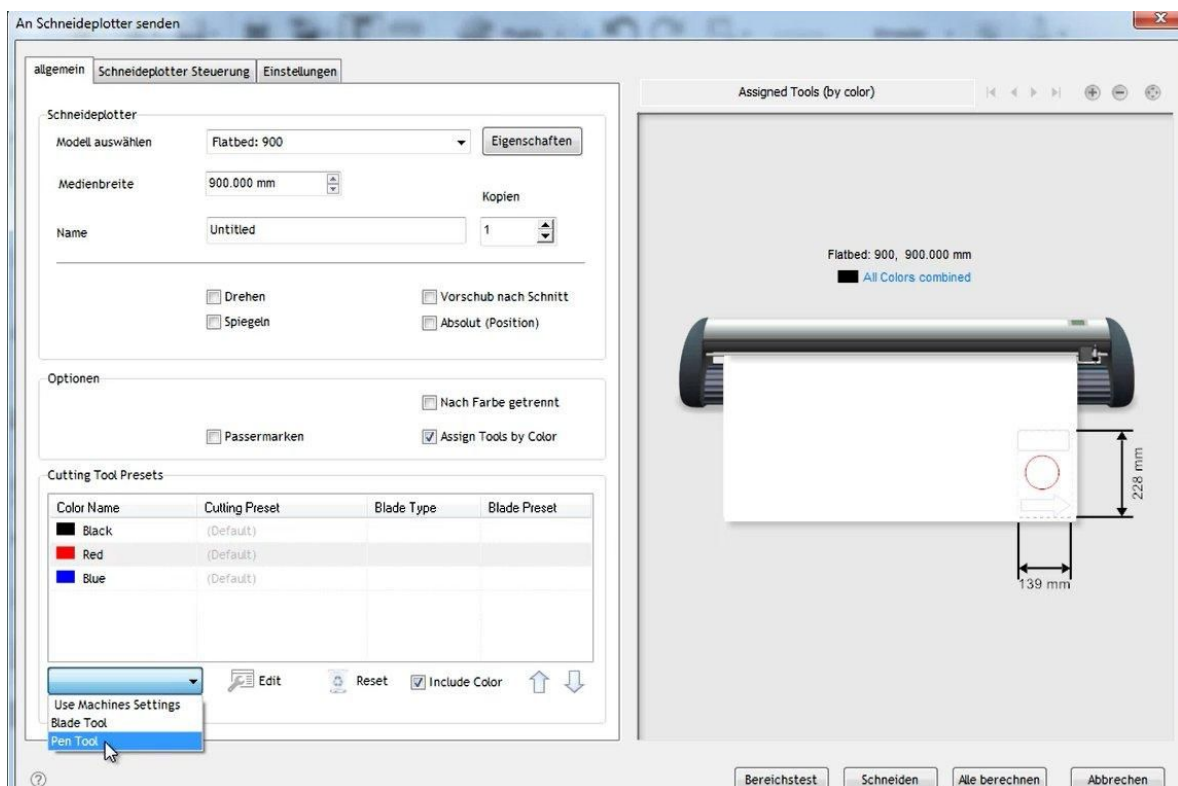 An Schneideplotter senden
allgemein
Schneideplotter Steuerung
Einstellungen
Schneideplotter
Modell auswählen
Flatbed: 900
Eigenschaften
Medienbreite
900.000 mm
Kopien
Name
Untitled
1
Drehen
Vorschub nach Schnitt
Spiegeln
Absolut (Position)
Optionen
Nach Farbe getrennt
Passermarken
Assign Tools by Color
Cutting Tool Presets
Color Name Cutting Preset Blade Type Blade Preset
Black (Default)
Red (Default)
Blue (Default)
Edit
Reset
Include Color
Use Machines Settings
Blade Tool
Pen Tool
Assigned Tools (by color)
Flatbed: 900, 900.000 mm
All Colors combined
228 mm
139 mm
Bereichstest
Schneiden
Alle berechnen
Abbrechen